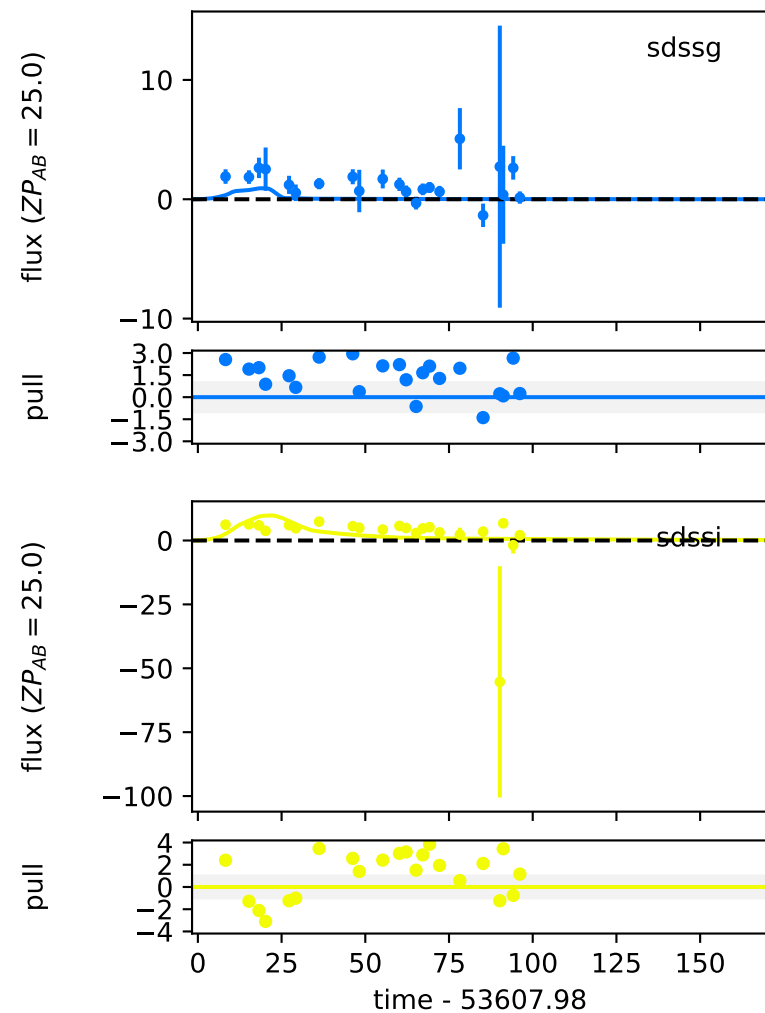 sdssg
flux (ZP_AB = 25.0)
10
0
−10
pull
3.0
1.5
0.0
−1.5
−3.0
sdssi
flux (ZP_AB = 25.0)
0
−25
−50
−75
−100
pull
4
2
0
−2
−4
0 25 50 75 100 125 150
time - 53607.98